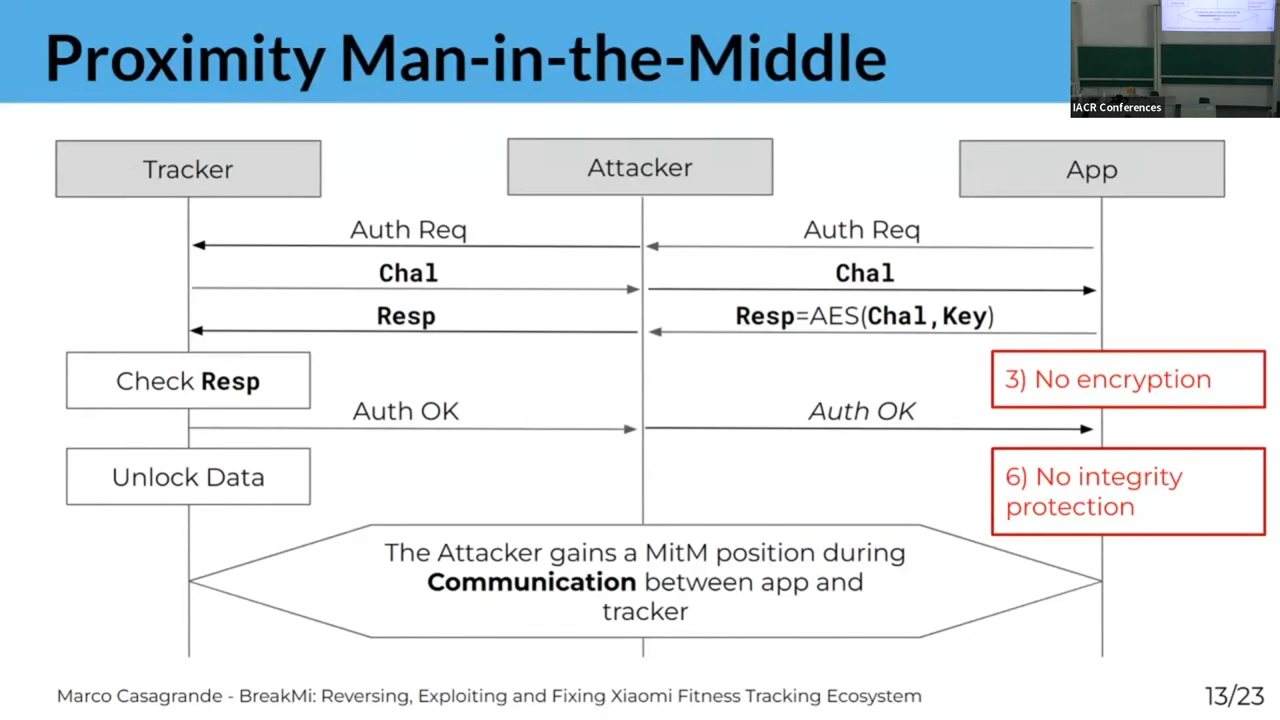 Proximity Man-in-the-Middle
IACR Conferences
Tracker
Attacker
App
Auth Req
Auth Req
Chal
Chal
Resp
Resp=AES(Chal,Key)
Check Resp
3) No encryption
Auth OK
Auth OK
Unlock Data
6) No integrity
protection
The Attacker gains a MitM position during
Communication between app and
tracker
Marco Casagrande - BreakMi: Reversing, Exploiting and Fixing Xiaomi Fitness Tracking Ecosystem
13/23